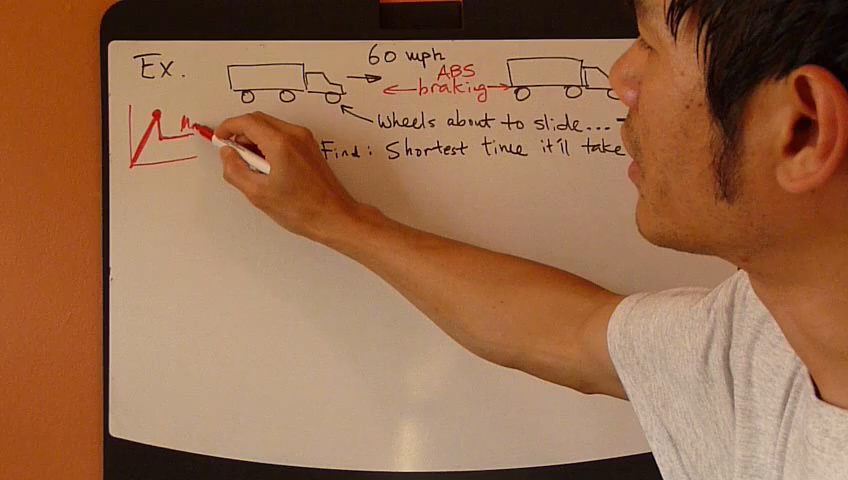 Ex.
60 mph
ABS
braking
Wheels about to slide...
Find: Shortest time it'll take